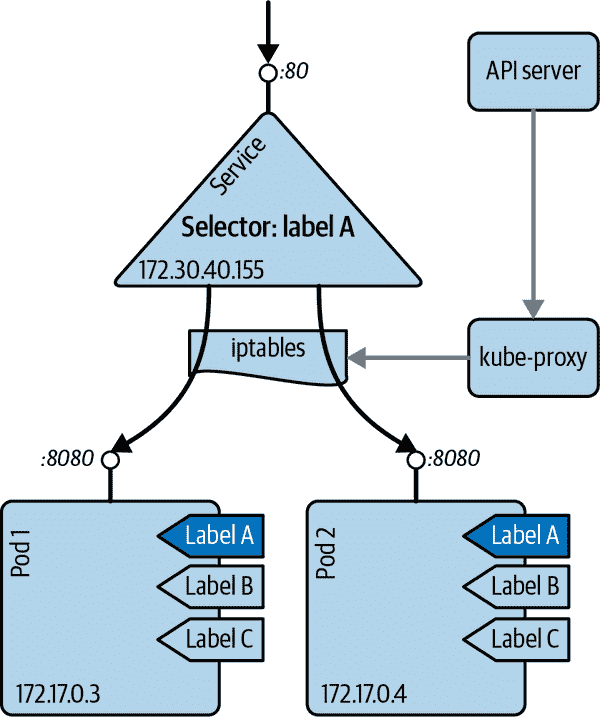 :80
API server
Service
Selector: label A
172.30.40.155
iptables
kube-proxy
:8080
:8080
Pod 1
Label A
Label B
Label C
172.17.0.3
Pod 2
Label A
Label B
Label C
172.17.0.4